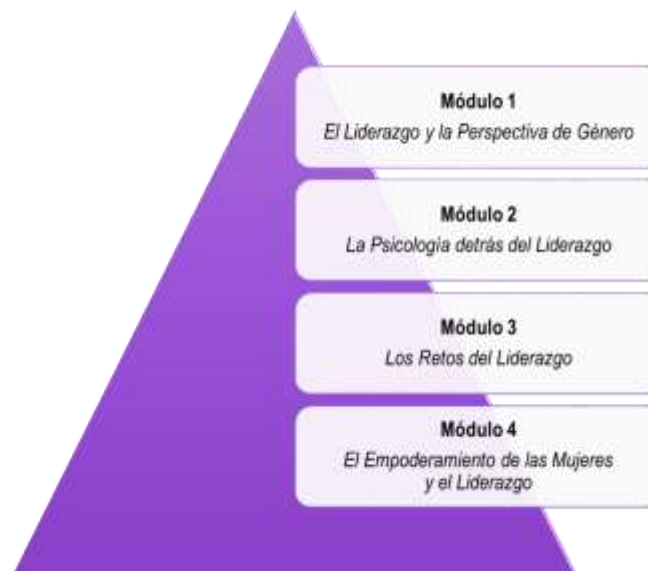 Módulo 1
El Liderazgo y la Perspectiva de Género
Módulo 2
La Psicología detrás del Liderazgo
Módulo 3
Los Retos del Liderazgo
Módulo 4
El Empoderamiento de las Mujeres
y el Liderazgo